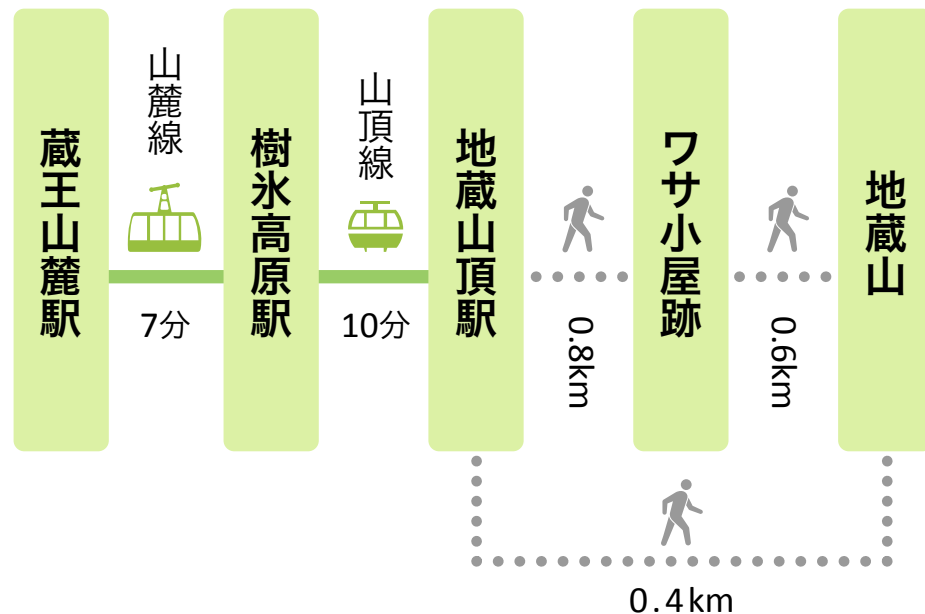 蔵王山麓駅
山麓線
7分
樹氷高原駅
山頂線
10分
地蔵山頂駅
0.8km
ワサ小屋跡
0.6km
地蔵山
0.4km